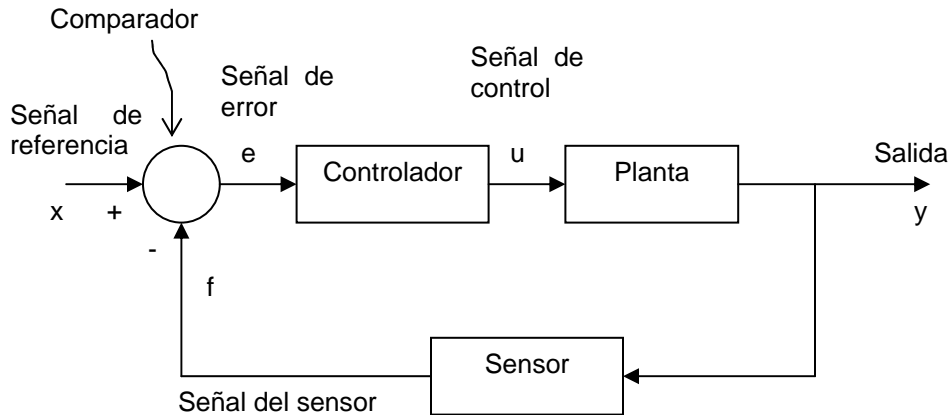 Comparador
Señal de
error
Señal de
control
Señal de
referencia
e
Controlador
u
Planta
Salida
x
+
y
-
f
Sensor
Señal del sensor